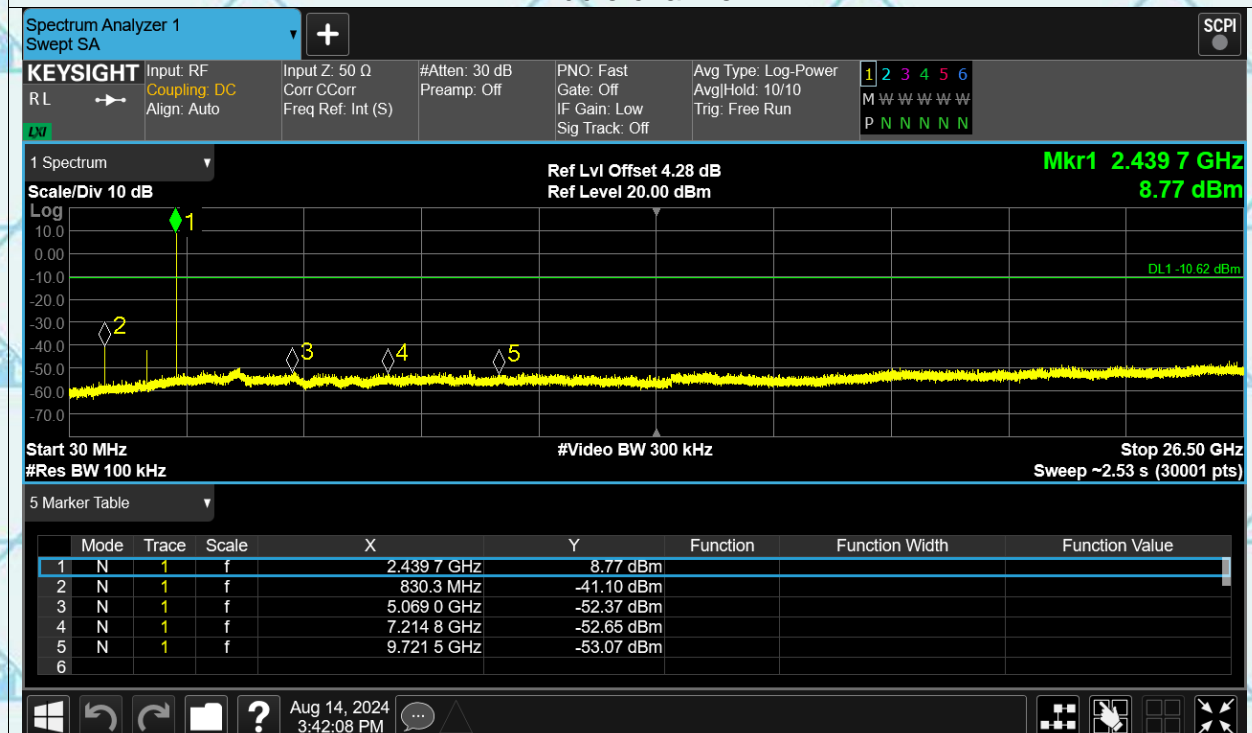 Spectrum Analyzer 1
Swept SA
+
SCPI
KEYSIGHT
R L
LXI
Input: RF
Coupling: DC
Align: Auto
Input Z: 50 Ω
Corr CCorr
Freq Ref: Int (S)
#Atten: 30 dB
Preamp: Off
PNO: Fast
Gate: Off
IF Gain: Low
Sig Track: Off
Avg Type: Log-Power
Avg|Hold: 10/10
Trig: Free Run
1 2 3 4 5 6
M W W W W W
P N N N N N
1 Spectrum
Scale/Div 10 dB
Ref Lvl Offset 4.28 dB
Ref Level 20.00 dBm
Mkr1 2.439 7 GHz
8.77 dBm
Log
10.0
0.00
-10.0
-20.0
-30.0
-40.0
-50.0
-60.0
-70.0
1
2
3
4
5
DL1 -10.62 dBm
Start 30 MHz
#Res BW 100 kHz
#Video BW 300 kHz
Stop 26.50 GHz
Sweep ~2.53 s (30001 pts)
5 Marker Table
Mode Trace Scale X Y Function Function Width Function Value
1 N 1 f 2.439 7 GHz 8.77 dBm
2 N 1 f 830.3 MHz -41.10 dBm
3 N 1 f 5.069 0 GHz -52.37 dBm
4 N 1 f 7.214 8 GHz -52.65 dBm
5 N 1 f 9.721 5 GHz -53.07 dBm
6
?
Aug 14, 2024
3:42:08 PM